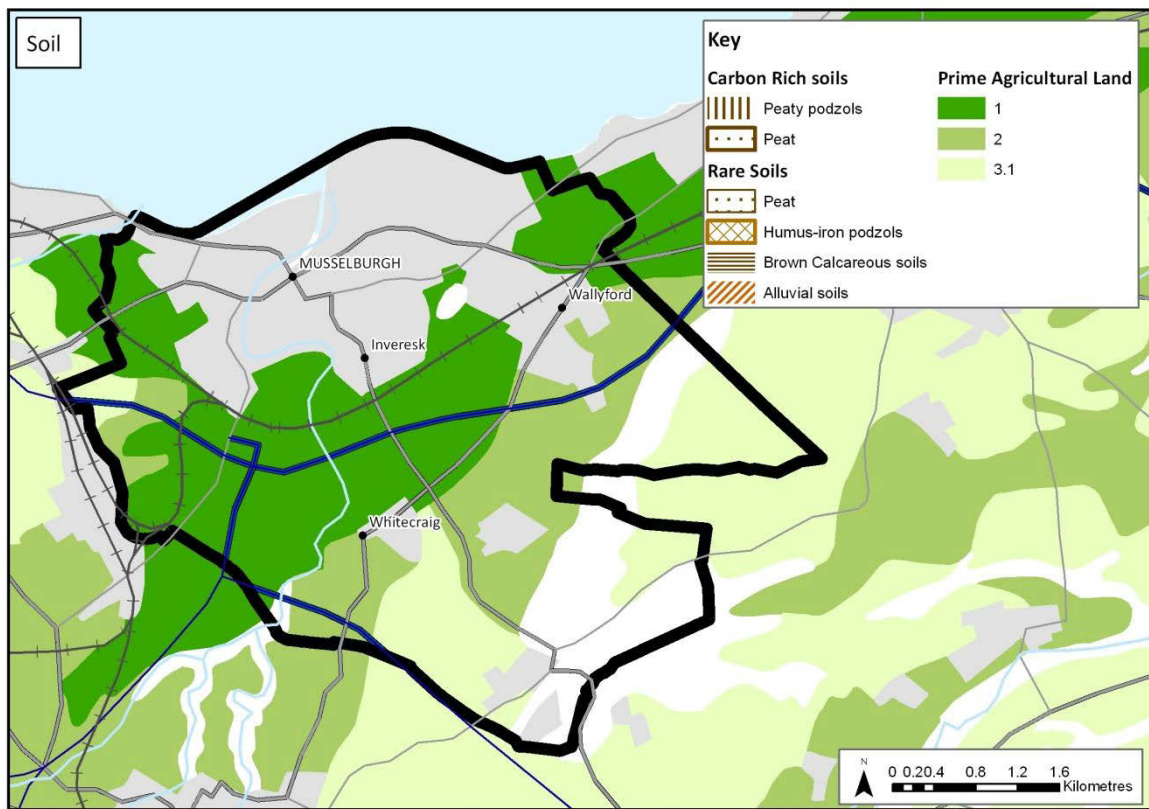 Soil
Key
Carbon Rich soils
Peaty podzols
Peat
Rare Soils
Peat
Humus-iron podzols
Brown Calcareous soils
Alluvial soils
Prime Agricultural Land
1
2
3.1
MUSSELBURGH
Wallyford
Inveresk
Whitecraig
N
0 0.20.4 0.8 1.2 1.6
Kilometres